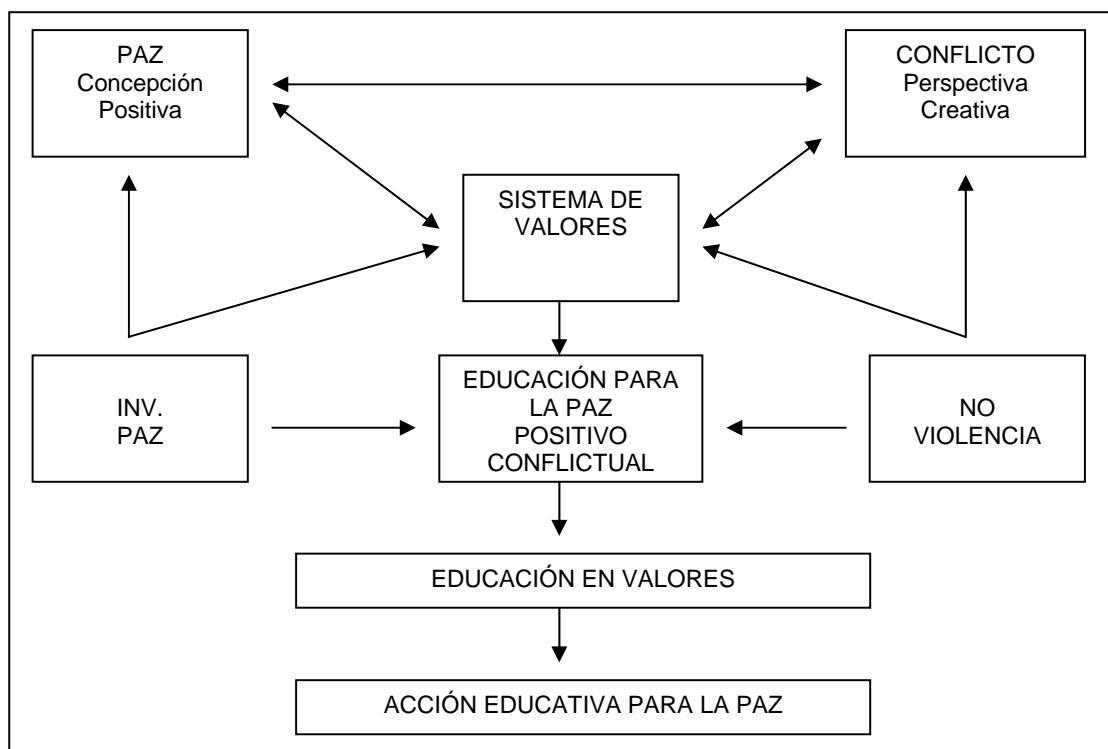 PAZ
Concepción
Positiva
CONFLICTO
Perspectiva
Creativa
SISTEMA DE
VALORES
INV.
PAZ
EDUCACIÓN PARA
LA PAZ
POSITIVO
CONFLICTUAL
NO
VIOLENCIA
EDUCACIÓN EN VALORES
ACCIÓN EDUCATIVA PARA LA PAZ